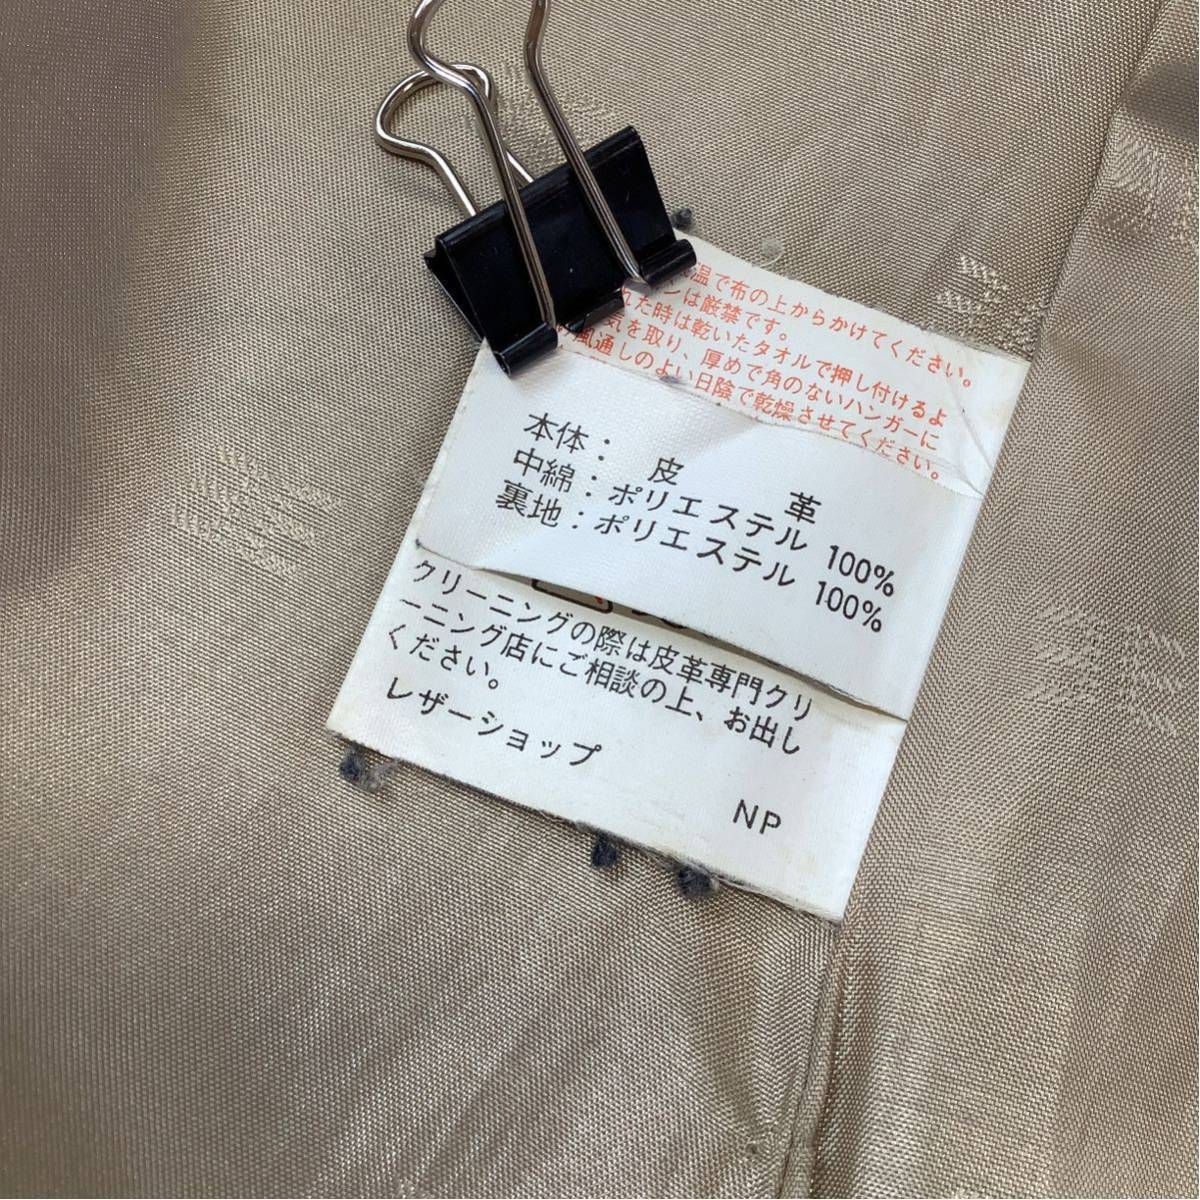 温で布の上からかけてください。
ンは厳禁です。
れた時は乾いたタオルで押し付けるよ
気を取り、厚めで角のないハンガーに
風通しのよい日陰で乾燥させてください。
本体： 皮 革
中綿：ポリエステル 100%
裏地：ポリエステル 100%
クリーニングの際は皮革専門クリ
ーニング店にご相談の上、お出し
ください。
レザーショップ
NP